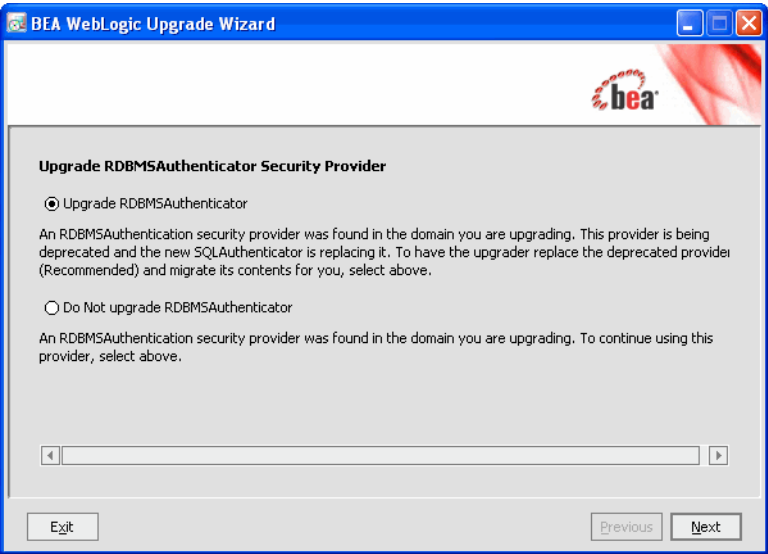 BEA WebLogic Upgrade Wizard
bea
Upgrade RDBMSAuthenticator Security Provider
Upgrade RDBMSAuthenticator
An RDBMSAuthentication security provider was found in the domain you are upgrading. This provider is being
deprecated and the new SQLAuthenticator is replacing it. To have the upgrader replace the deprecated provider
(Recommended) and migrate its contents for you, select above.
Do Not upgrade RDBMSAuthenticator
An RDBMSAuthentication security provider was found in the domain you are upgrading. To continue using this
provider, select above.
Exit
Previous
Next